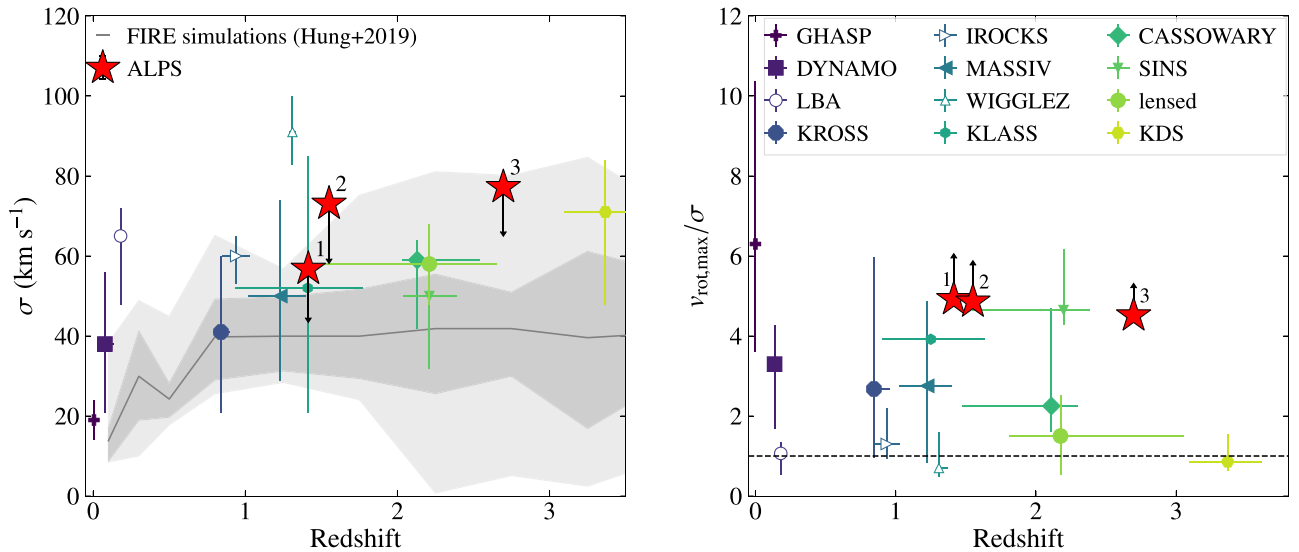 120
100
80
60
40
20
0
σ (km s⁻¹)
FIRE simulations (Hung+2019)
ALPS
1
2
3
0
1
2
3
Redshift
12
10
8
6
4
2
0
v_rot,max/σ
GHASP
DYNAMO
LBA
KROSS
IROCKS
MASSIV
WIGGLEZ
KLASS
CASSOWARY
SINS
lensed
KDS
1
2
3
0
1
2
3
Redshift